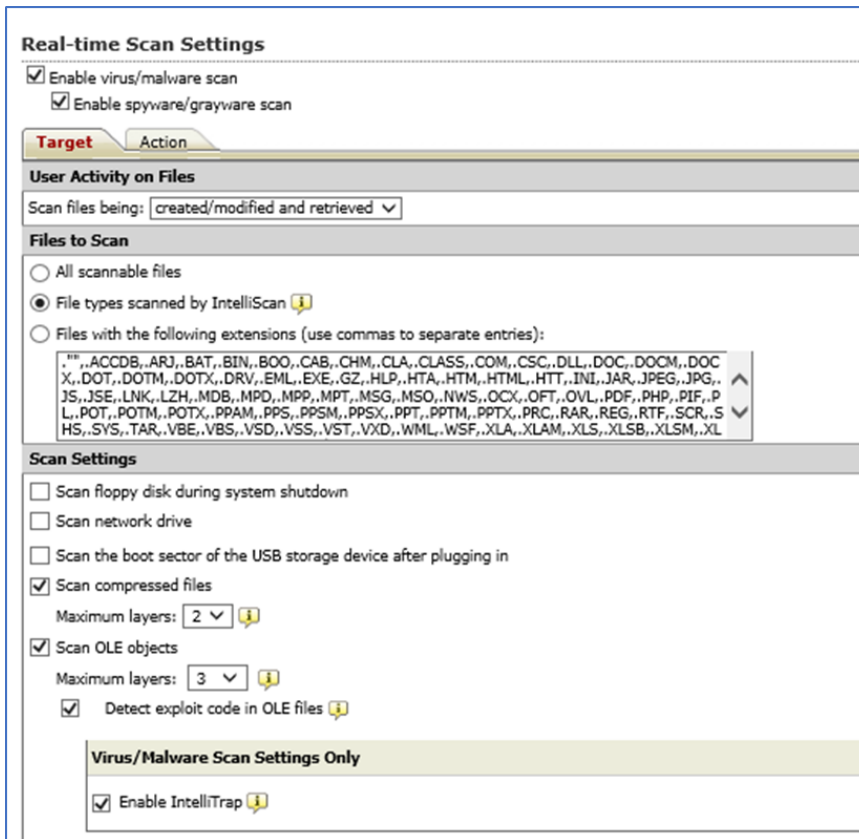 Real-time Scan Settings
Enable virus/malware scan
Enable spyware/grayware scan
Target Action
User Activity on Files
Scan files being: created/modified and retrieved
Files to Scan
All scannable files
File types scanned by IntelliScan
Files with the following extensions (use commas to separate entries):
."",.ACCDB,.ARJ,.BAT,.BIN,.BOO,.CAB,.CHM,.CLA,.CLASS,.COM,.CSC,.DLL,.DOC,.DOCM,.DOC
X,.DOT,.DOTM,.DOTX,.DRV,.EML,.EXE,.GZ,.HLP,.HTA,.HTM,.HTML,.HTT,.INI,.JAR,.JPEG,.JPG,.
JS,.JSE,.LNK,.LZH,.MDB,.MPD,.MPP,.MPT,.MSG,.MSO,.NWS,.OCX,.OFT,.OVL,.PDF,.PHP,.PIF,.P
L,.POT,.POTM,.POTX,.PPAM,.PPS,.PPSM,.PPSX,.PPT,.PPTM,.PPTX,.PRC,.RAR,.REG,.RTF,.SCR,.S
HS,.SYS,.TAR,.VBE,.VBS,.VSD,.VSS,.VST,.VXD,.WML,.WSF,.XLA,.XLAM,.XLS,.XLSB,.XLSM,.XL
Scan Settings
Scan floppy disk during system shutdown
Scan network drive
Scan the boot sector of the USB storage device after plugging in
Scan compressed files
Maximum layers: 2
Scan OLE objects
Maximum layers: 3
Detect exploit code in OLE files
Virus/Malware Scan Settings Only
Enable IntelliTrap